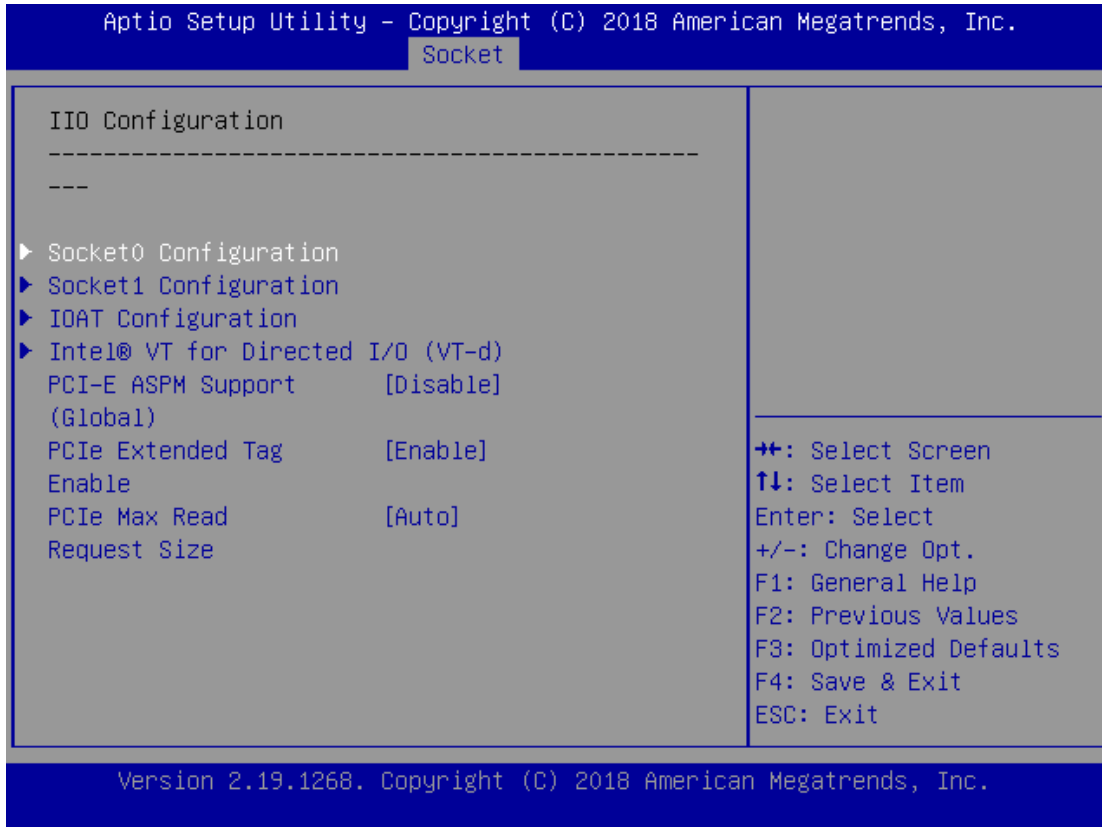 Aptio Setup Utility – Copyright (C) 2018 American Megatrends, Inc.
Socket
IIO Configuration
-----------------------------------------------
---
Socket0 Configuration
Socket1 Configuration
IOAT Configuration
Intel® VT for Directed I/O (VT-d)
PCI-E ASPM Support [Disable]
(Global)
PCIe Extended Tag [Enable]
Enable
PCIe Max Read [Auto]
Request Size
→←: Select Screen
↑↓: Select Item
Enter: Select
+/-: Change Opt.
F1: General Help
F2: Previous Values
F3: Optimized Defaults
F4: Save & Exit
ESC: Exit
Version 2.19.1268. Copyright (C) 2018 American Megatrends, Inc.